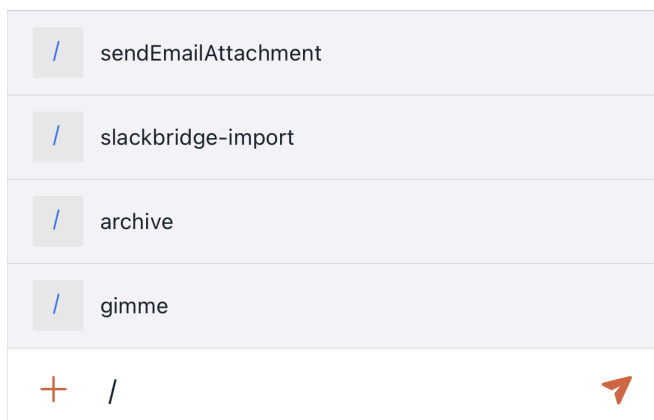 / sendEmailAttachment
/ slackbridge-import
/ archive
/ gimme
/